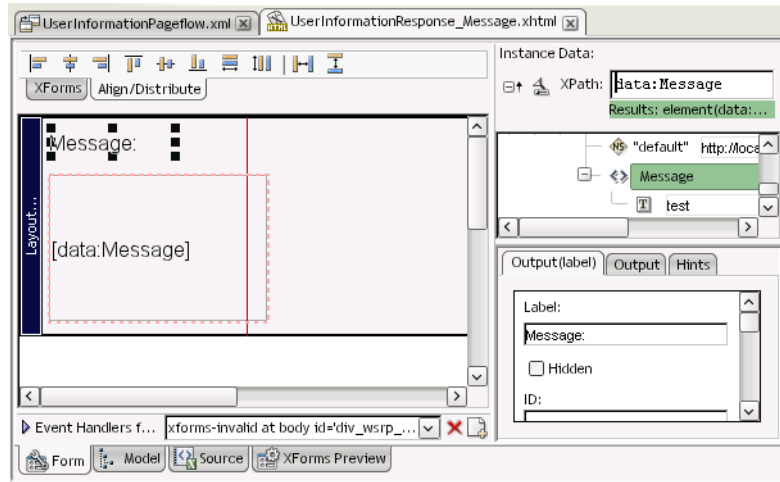 UserInformationPageflow.xml
UserInformationResponse_Message.xhtml
XForms
Align/Distribute
Layout...
Message:
[data:Message]
Event Handlers f...
xforms-invalid at body id='div_wsrp_...
Instance Data:
XPath:
data:Message
Results: element(data:...
NS
"default"
http://loca
Message
T
test
Output(label)
Output
Hints
Label:
Message:
Hidden
ID:
Form
Model
Source
XForms Preview